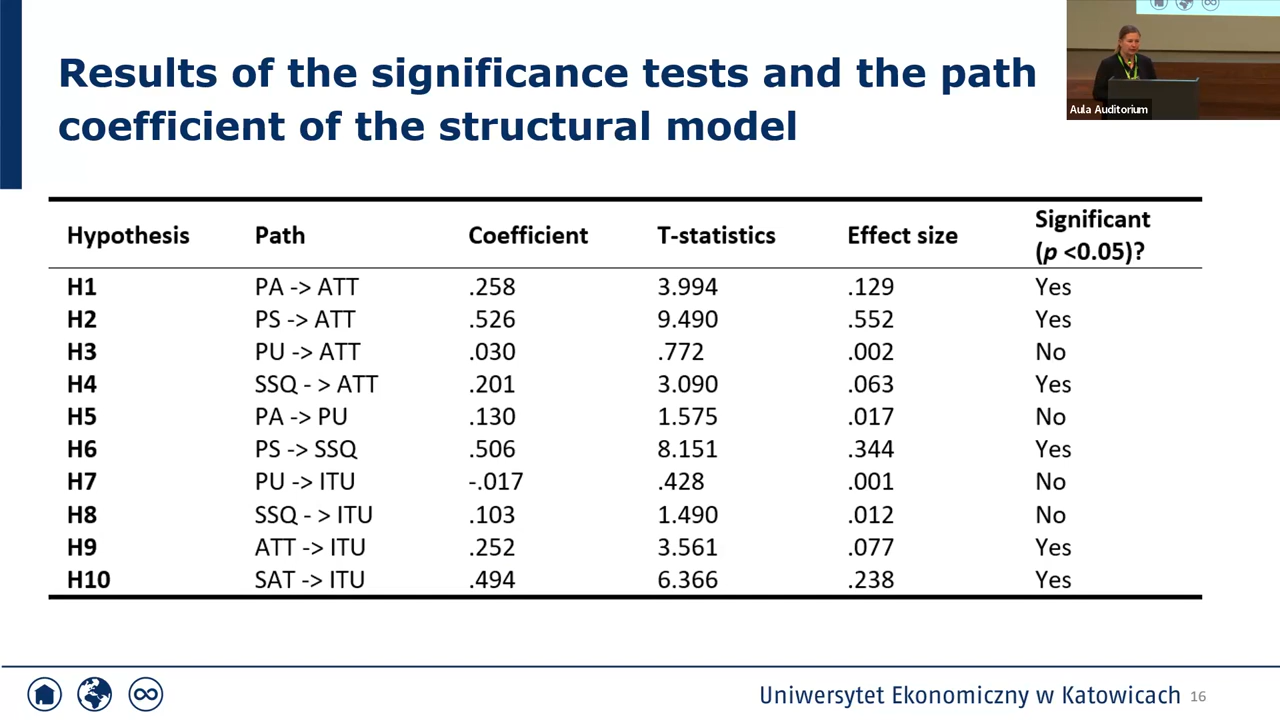 Results of the significance tests and the path
coefficient of the structural model
Aula Auditorium
Hypothesis Path Coefficient T-statistics Effect size Significant (p <0.05)?
H1 PA -> ATT .258 3.994 .129 Yes
H2 PS -> ATT .526 9.490 .552 Yes
H3 PU -> ATT .030 .772 .002 No
H4 SSQ - > ATT .201 3.090 .063 Yes
H5 PA -> PU .130 1.575 .017 No
H6 PS -> SSQ .506 8.151 .344 Yes
H7 PU -> ITU -.017 .428 .001 No
H8 SSQ - > ITU .103 1.490 .012 No
H9 ATT -> ITU .252 3.561 .077 Yes
H10 SAT -> ITU .494 6.366 .238 Yes
Uniwersytet Ekonomiczny w Katowicach 16